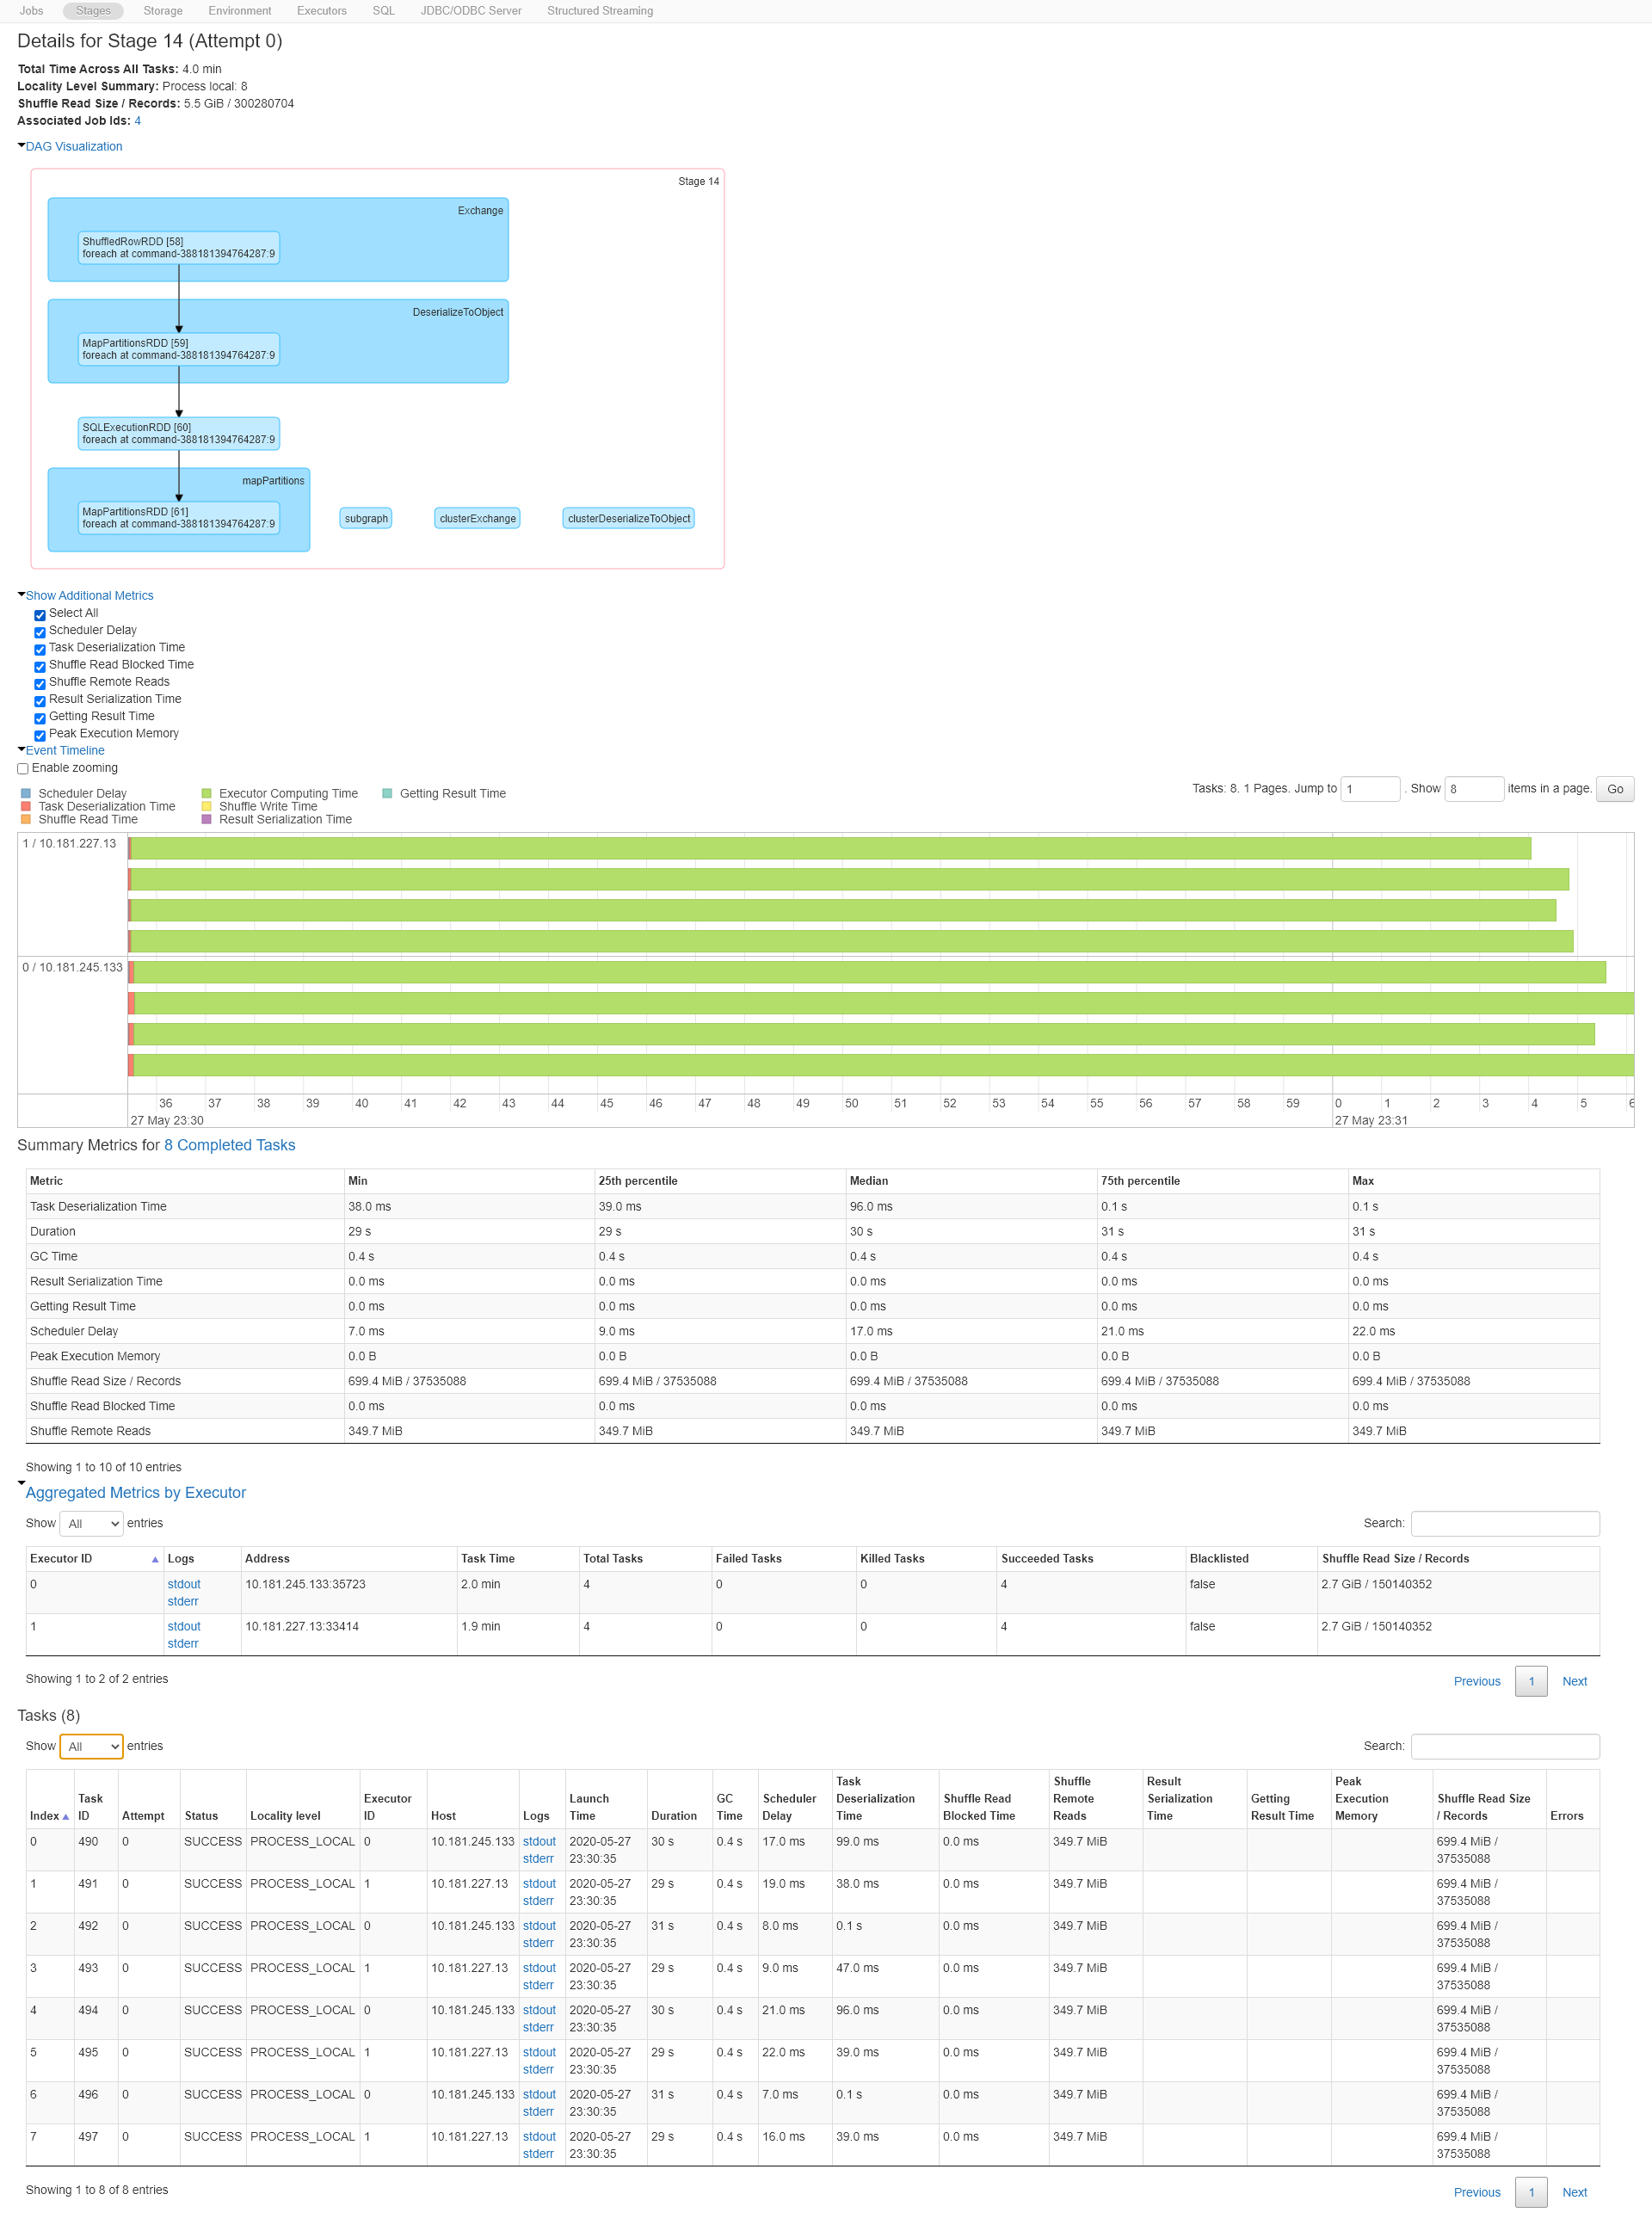 Jobs Stages Storage Environment Executors SQL JDBC/ODBC Server Structured Streaming
Details for Stage 14 (Attempt 0)
Total Time Across All Tasks: 4.0 min
Locality Level Summary: Process local: 8
Shuffle Read Size / Records: 5.5 GiB / 300280704
Associated Job Ids: 4
DAG Visualization
Stage 14
Exchange
ShuffledRowRDD [58]
foreach at command-388181394764287:9
DeserializeToObject
MapPartitionsRDD [59]
foreach at command-388181394764287:9
SQLExecutionRDD [60]
foreach at command-388181394764287:9
mapPartitions
MapPartitionsRDD [61]
foreach at command-388181394764287:9
subgraph clusterExchange clusterDeserializeToObject
Show Additional Metrics
Select All
Scheduler Delay
Task Deserialization Time
Shuffle Read Blocked Time
Shuffle Remote Reads
Result Serialization Time
Getting Result Time
Peak Execution Memory
Event Timeline
Enable zooming
Tasks: 8. 1 Pages. Jump to 1 . Show 8 items in a page. Go
Scheduler Delay Executor Computing Time Getting Result Time
Task Deserialization Time Shuffle Write Time
Shuffle Read Time Result Serialization Time
1 / 10.181.227.13
0 / 10.181.245.133
36 37 38 39 40 41 42 43 44 45 46 47 48 49 50 51 52 53 54 55 56 57 58 59 0 1 2 3 4 5 6
27 May 23:30 27 May 23:31
Summary Metrics for 8 Completed Tasks
Metric Min 25th percentile Median 75th percentile Max
Task Deserialization Time 38.0 ms 39.0 ms 96.0 ms 0.1 s 0.1 s
Duration 29 s 29 s 30 s 31 s 31 s
GC Time 0.4 s 0.4 s 0.4 s 0.4 s 0.4 s
Result Serialization Time 0.0 ms 0.0 ms 0.0 ms 0.0 ms 0.0 ms
Getting Result Time 0.0 ms 0.0 ms 0.0 ms 0.0 ms 0.0 ms
Scheduler Delay 7.0 ms 9.0 ms 17.0 ms 21.0 ms 22.0 ms
Peak Execution Memory 0.0 B 0.0 B 0.0 B 0.0 B 0.0 B
Shuffle Read Size / Records 699.4 MiB / 37535088 699.4 MiB / 37535088 699.4 MiB / 37535088 699.4 MiB / 37535088 699.4 MiB / 37535088
Shuffle Read Blocked Time 0.0 ms 0.0 ms 0.0 ms 0.0 ms 0.0 ms
Shuffle Remote Reads 349.7 MiB 349.7 MiB 349.7 MiB 349.7 MiB 349.7 MiB
Showing 1 to 10 of 10 entries
Aggregated Metrics by Executor
Show All entries Search:
Executor ID Logs Address Task Time Total Tasks Failed Tasks Killed Tasks Succeeded Tasks Blacklisted Shuffle Read Size / Records
0 stdout 10.181.245.133:35723 2.0 min 4 0 0 4 false 2.7 GiB / 150140352
stderr
1 stdout 10.181.227.13:33414 1.9 min 4 0 0 4 false 2.7 GiB / 150140352
stderr
Showing 1 to 2 of 2 entries Previous 1 Next
Tasks (8)
Show All entries Search:
Index Task ID Attempt Status Locality level Executor ID Host Logs Launch Time Duration GC Time Scheduler Delay Task Deserialization Time Shuffle Read Blocked Time Shuffle Remote Reads Result Serialization Time Getting Result Time Peak Execution Memory Shuffle Read Size / Records Errors
0 490 0 SUCCESS PROCESS_LOCAL 0 10.181.245.133 stdout 2020-05-27 30 s 0.4 s 17.0 ms 99.0 ms 0.0 ms 349.7 MiB 699.4 MiB /
stderr 23:30:35 37535088
1 491 0 SUCCESS PROCESS_LOCAL 1 10.181.227.13 stdout 2020-05-27 29 s 0.4 s 19.0 ms 38.0 ms 0.0 ms 349.7 MiB 699.4 MiB /
stderr 23:30:35 37535088
2 492 0 SUCCESS PROCESS_LOCAL 0 10.181.245.133 stdout 2020-05-27 31 s 0.4 s 8.0 ms 0.1 s 0.0 ms 349.7 MiB 699.4 MiB /
stderr 23:30:35 37535088
3 493 0 SUCCESS PROCESS_LOCAL 1 10.181.227.13 stdout 2020-05-27 29 s 0.4 s 9.0 ms 47.0 ms 0.0 ms 349.7 MiB 699.4 MiB /
stderr 23:30:35 37535088
4 494 0 SUCCESS PROCESS_LOCAL 0 10.181.245.133 stdout 2020-05-27 30 s 0.4 s 21.0 ms 96.0 ms 0.0 ms 349.7 MiB 699.4 MiB /
stderr 23:30:35 37535088
5 495 0 SUCCESS PROCESS_LOCAL 1 10.181.227.13 stdout 2020-05-27 29 s 0.4 s 22.0 ms 39.0 ms 0.0 ms 349.7 MiB 699.4 MiB /
stderr 23:30:35 37535088
6 496 0 SUCCESS PROCESS_LOCAL 0 10.181.245.133 stdout 2020-05-27 31 s 0.4 s 7.0 ms 0.1 s 0.0 ms 349.7 MiB 699.4 MiB /
stderr 23:30:35 37535088
7 497 0 SUCCESS PROCESS_LOCAL 1 10.181.227.13 stdout 2020-05-27 29 s 0.4 s 16.0 ms 39.0 ms 0.0 ms 349.7 MiB 699.4 MiB /
stderr 23:30:35 37535088
Showing 1 to 8 of 8 entries Previous 1 Next